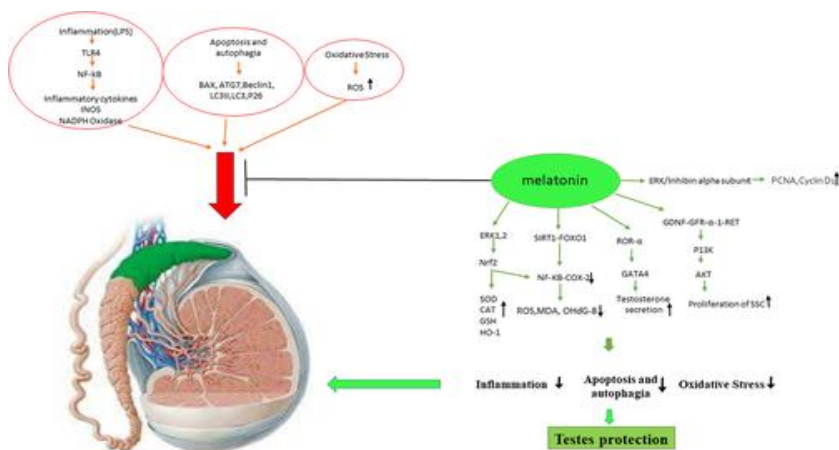 Inflammation(LPS)
TLR4
NF-kB
Inflammatory cytokines
INOS
NADPH Oxidase
Apoptosis and
autophagia
BAX, ATG7,Beclin1,
LC3II,LC3,P26
Oxidative Stress
ROS
melatonin
ERK/Inhibin alpha subunit
PCNA,Cyclin D1
ERK1,2
Nrf2
SOD
CAT
GSH
HO-1
SIRT1-FOXO1
NF-KB-COX-2
ROS,MDA, OHdG-8
ROR-α
GATA4
Testosterone
secretion
GDNF-GFR-α-1-RET
P13K
AKT
Proliferation of SSC
Inflammation
Apoptosis and
autophagia
Oxidative Stress
Testes protection